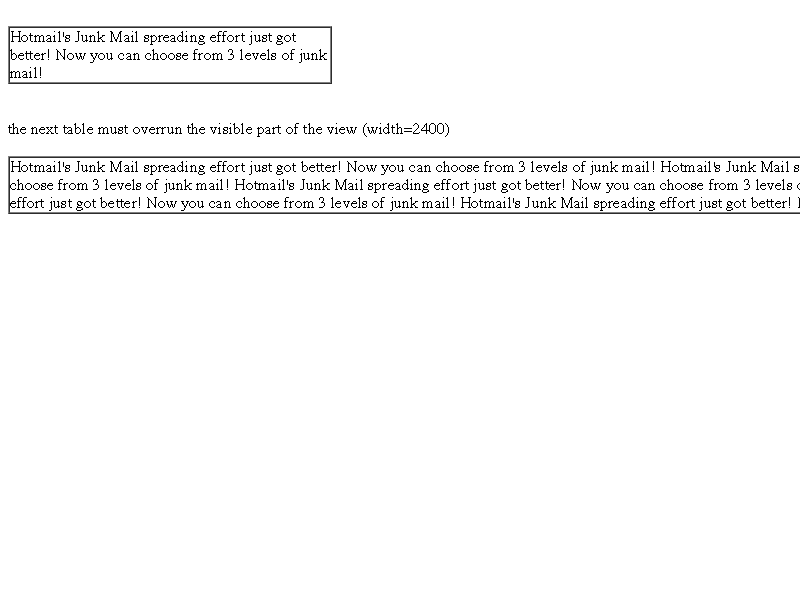 Hotmail's Junk Mail spreading effort just got
better! Now you can choose from 3 levels of junk
mail!
the next table must overrun the visible part of the view (width=2400)
Hotmail's Junk Mail spreading effort just got better! Now you can choose from 3 levels of junk mail! Hotmail's Junk Mail
choose from 3 levels of junk mail! Hotmail's Junk Mail spreading effort just got better! Now you can choose from 3 levels
effort just got better! Now you can choose from 3 levels of junk mail! Hotmail's Junk Mail spreading effort just got better!